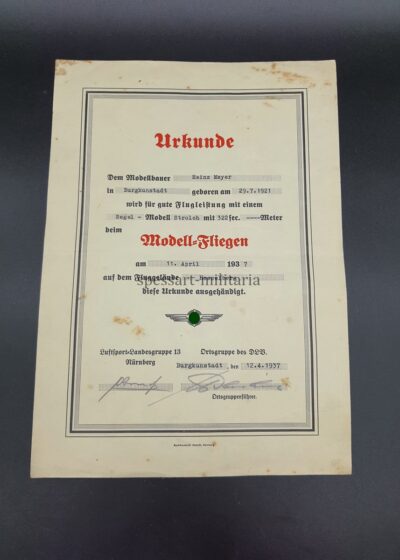 Urkunde
Dem Modellbauer Heinz Mayer
in Burgkunstadt geboren am 29.7.1921
wird für gute Flugleistung mit einem
Segel - Modell Strolch mit 322 sec. ----Meter
beim
Modell-Fliegen
am 11. April 1937
auf dem Fluggelände
spessart-militaria
diese Urkunde ausgehändigt.
Luftsport-Landesgruppe 13 Ortsgruppe des DLV.
Nürnberg Burgkunstadt, den 12.4.1937
Ortsgruppenführer.